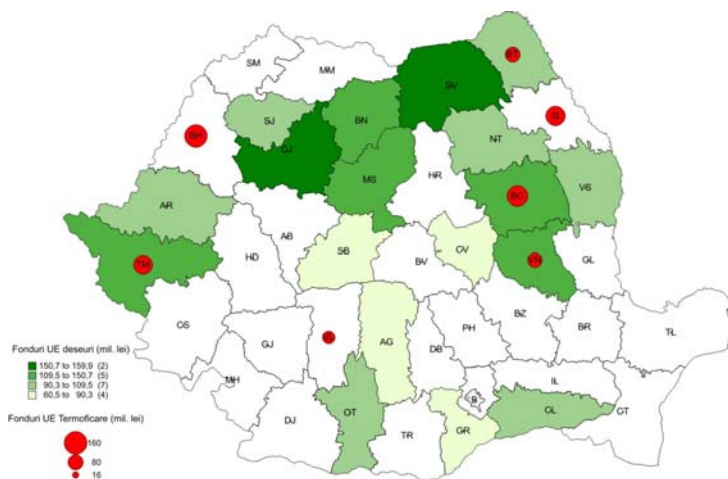 SM
MM
BT
SV
SJ
BN
IS
BH
CJ
NT
MS
HR
BC
VS
AR
AB
SB
CV
TM
HD
BV
VN
GL
CS
GJ
VL
AG
PH
BZ
BR
TL
DB
MH
IL
B
OT
CL
CT
DJ
TR
GR
Fonduri UE deseuri (mil. lei)
150,7 to 159,9 (2)
109,5 to 150,7 (5)
90,3 to 109,5 (7)
60,5 to 90,3 (4)
Fonduri UE Termoficare (mil. lei)
160
80
16